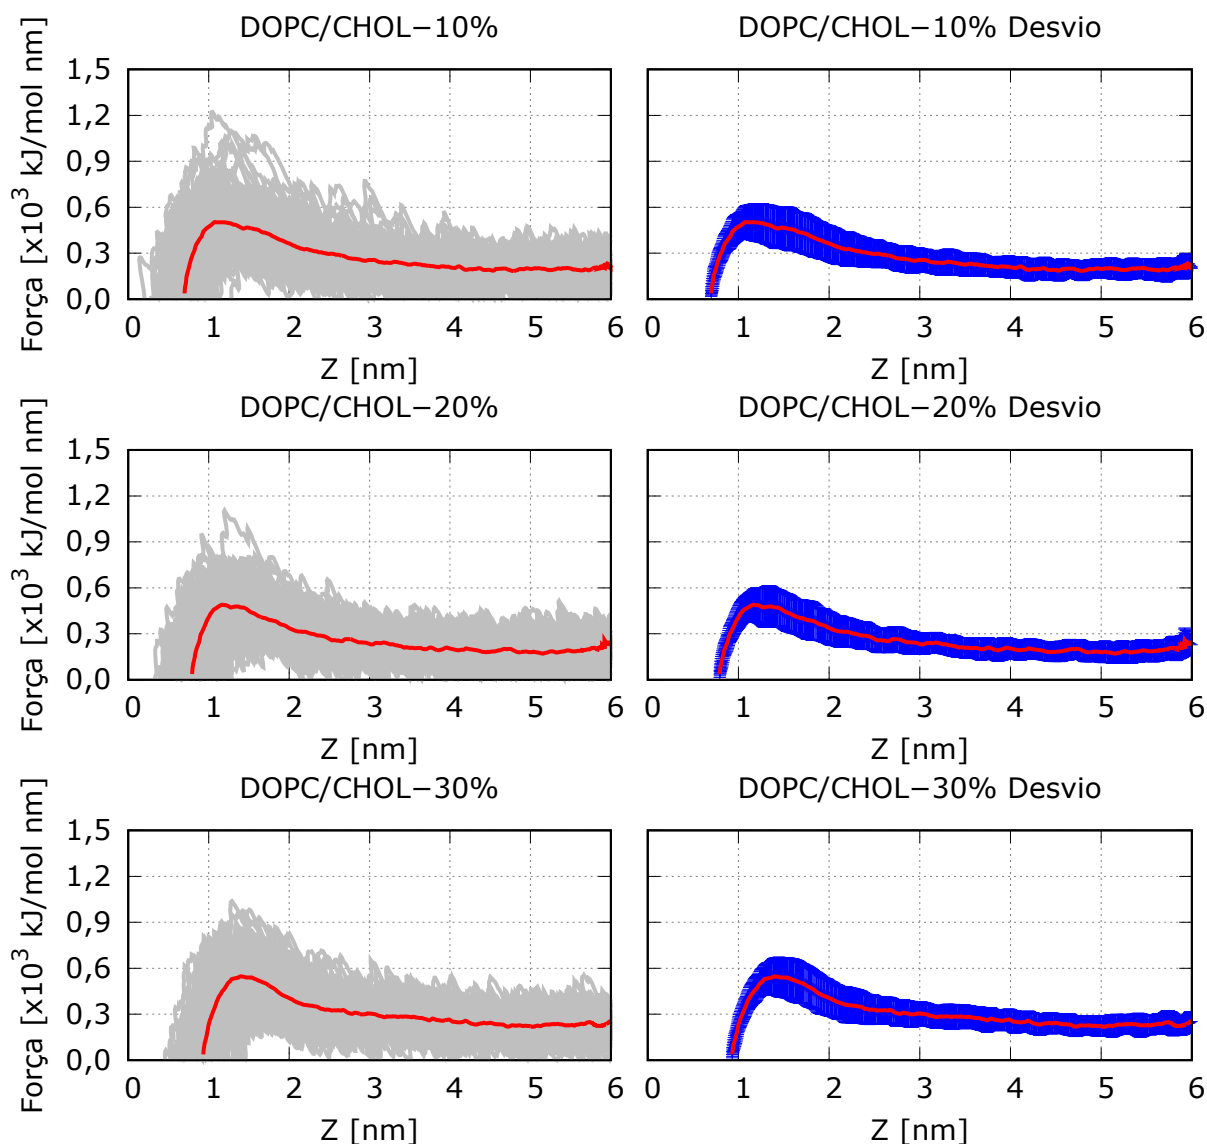 DOPC/CHOL−10%
DOPC/CHOL−10% Desvio
Força [x10³ kJ/mol nm]
1,5
1,2
0,9
0,6
0,3
0,0
0 1 2 3 4 5 6
0 1 2 3 4 5 6
Z [nm]
Z [nm]
DOPC/CHOL−20%
DOPC/CHOL−20% Desvio
Força [x10³ kJ/mol nm]
1,5
1,2
0,9
0,6
0,3
0,0
0 1 2 3 4 5 6
0 1 2 3 4 5 6
Z [nm]
Z [nm]
DOPC/CHOL−30%
DOPC/CHOL−30% Desvio
Força [x10³ kJ/mol nm]
1,5
1,2
0,9
0,6
0,3
0,0
0 1 2 3 4 5 6
0 1 2 3 4 5 6
Z [nm]
Z [nm]